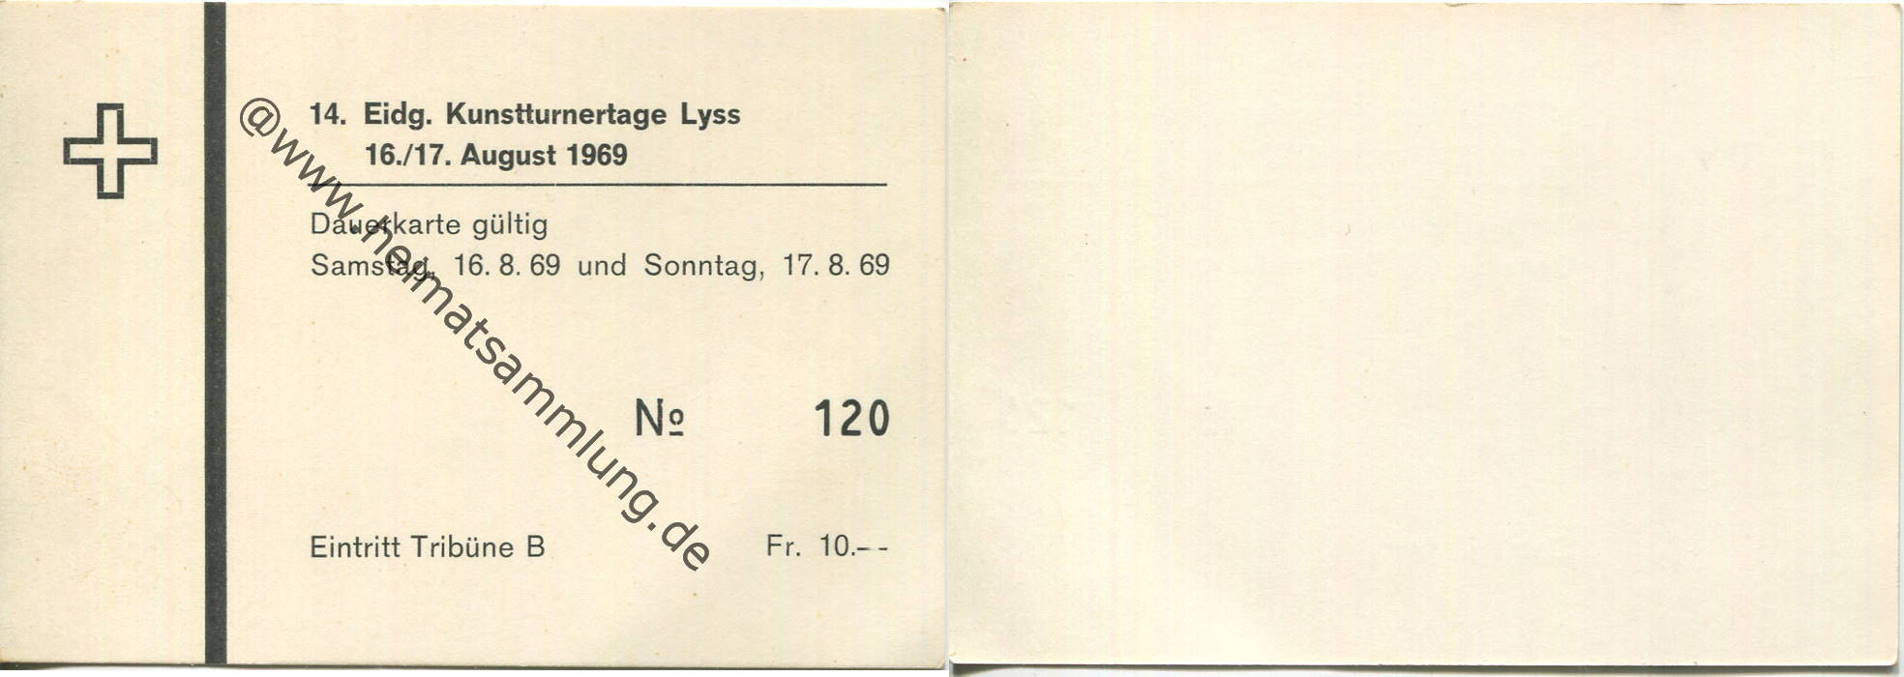 14. Eidg. Kunstturnertage Lyss
16./17. August 1969
Dauerkarte gültig
Samstag, 16. 8. 69 und Sonntag, 17. 8. 69
Nº 120
Eintritt Tribüne B Fr. 10.--
@www.heimatsammlung.de